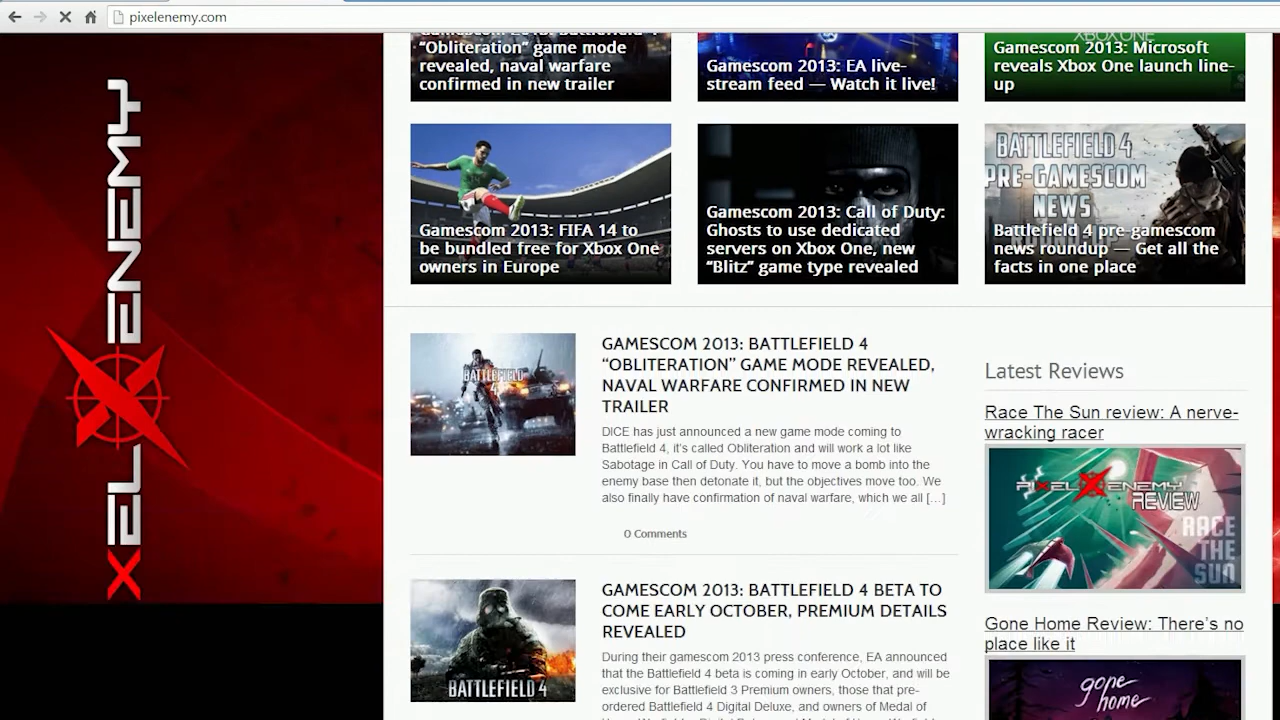 pixelenemy.com
Gamescom 2013: Battlefield 4
“Obliteration” game mode
revealed, naval warfare
confirmed in new trailer
Gamescom 2013: EA live-
stream feed — Watch it live!
XBOX ONE
Gamescom 2013: Microsoft
reveals Xbox One launch line-
up
Gamescom 2013: FIFA 14 to
be bundled free for Xbox One
owners in Europe
Gamescom 2013: Call of Duty:
Ghosts to use dedicated
servers on Xbox One, new
“Blitz” game type revealed
BATTLEFIELD 4
PRE-GAMESCOM
NEWS
Battlefield 4 pre-gamescom
news roundup — Get all the
facts in one place
XEL ENEMY
BATTLEFIELD
4
GAMESCOM 2013: BATTLEFIELD 4
“OBLITERATION” GAME MODE REVEALED,
NAVAL WARFARE CONFIRMED IN NEW
TRAILER
DICE has just announced a new game mode coming to
Battlefield 4, it’s called Obliteration and will work a lot like
Sabotage in Call of Duty. You have to move a bomb into the
enemy base then detonate it, but the objectives move too. We
also finally have confirmation of naval warfare, which we all […]
0 Comments
BATTLEFIELD 4
GAMESCOM 2013: BATTLEFIELD 4 BETA TO
COME EARLY OCTOBER, PREMIUM DETAILS
REVEALED
During their gamescom 2013 press conference, EA announced
that the Battlefield 4 beta is coming in early October, and will be
exclusive for Battlefield 3 Premium owners, those that pre-
ordered Battlefield 4 Digital Deluxe, and owners of Medal of
Latest Reviews
Race The Sun review: A nerve-
wracking racer
PIXEL ENEMY
REVIEW
RACE
THE
SUN
Gone Home Review: There’s no
place like it
gone
home